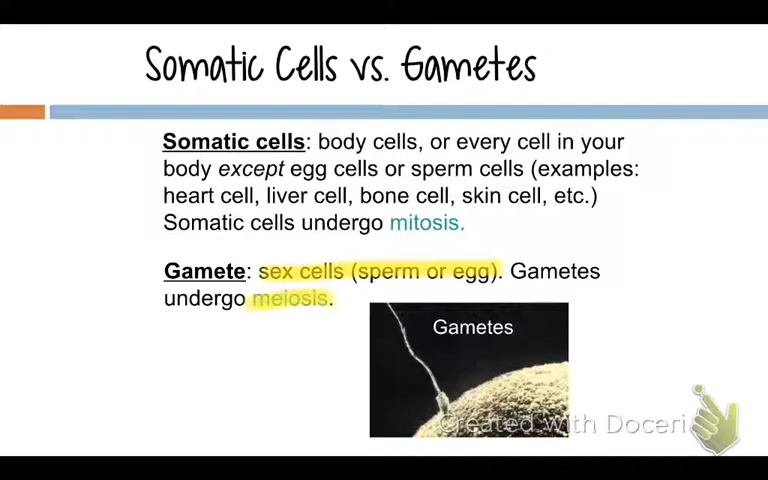 Somatic Cells vs. Gametes
Somatic cells: body cells, or every cell in your
body except egg cells or sperm cells (examples:
heart cell, liver cell, bone cell, skin cell, etc.)
Somatic cells undergo mitosis.
Gamete: sex cells (sperm or egg). Gametes
undergo meiosis.
Gametes
Created with Doceri